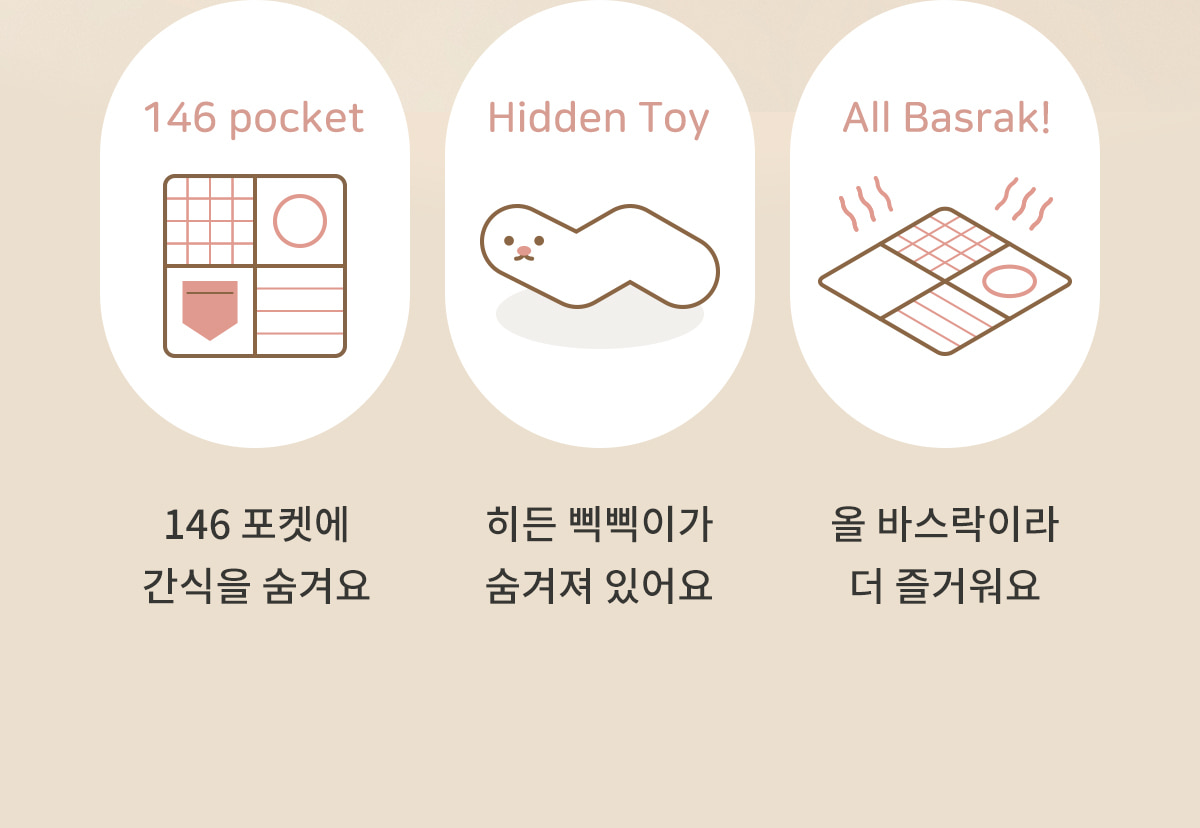 146 pocket
Hidden Toy
All Basrak!
146 포켓에
간식을 숨겨요
히든 삑삑이가
숨겨져 있어요
올 바스락이라
더 즐거워요